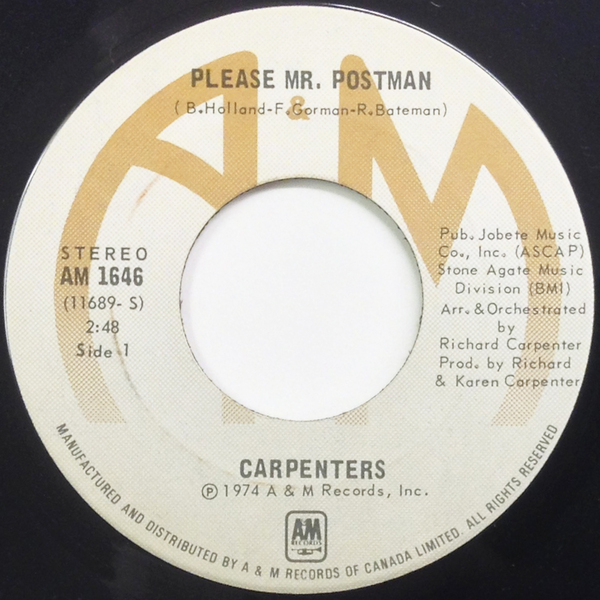 PLEASE MR. POSTMAN
(B.Holland-F.Gorman-R.Bateman)
A&M
STEREO
AM 1646
(11689- S)
2:48
Side 1
Pub. Jobete Music
Co., Inc. (ASCAP)
Stone Agate Music
Division (BMI)
Arr. & Orchestrated
by
Richard Carpenter
Prod. by Richard
& Karen Carpenter
CARPENTERS
Ⓟ 1974 A & M Records, Inc.
AM
RECORDS
MANUFACTURED AND DISTRIBUTED BY A & M RECORDS OF CANADA LIMITED. ALL RIGHTS RESERVED